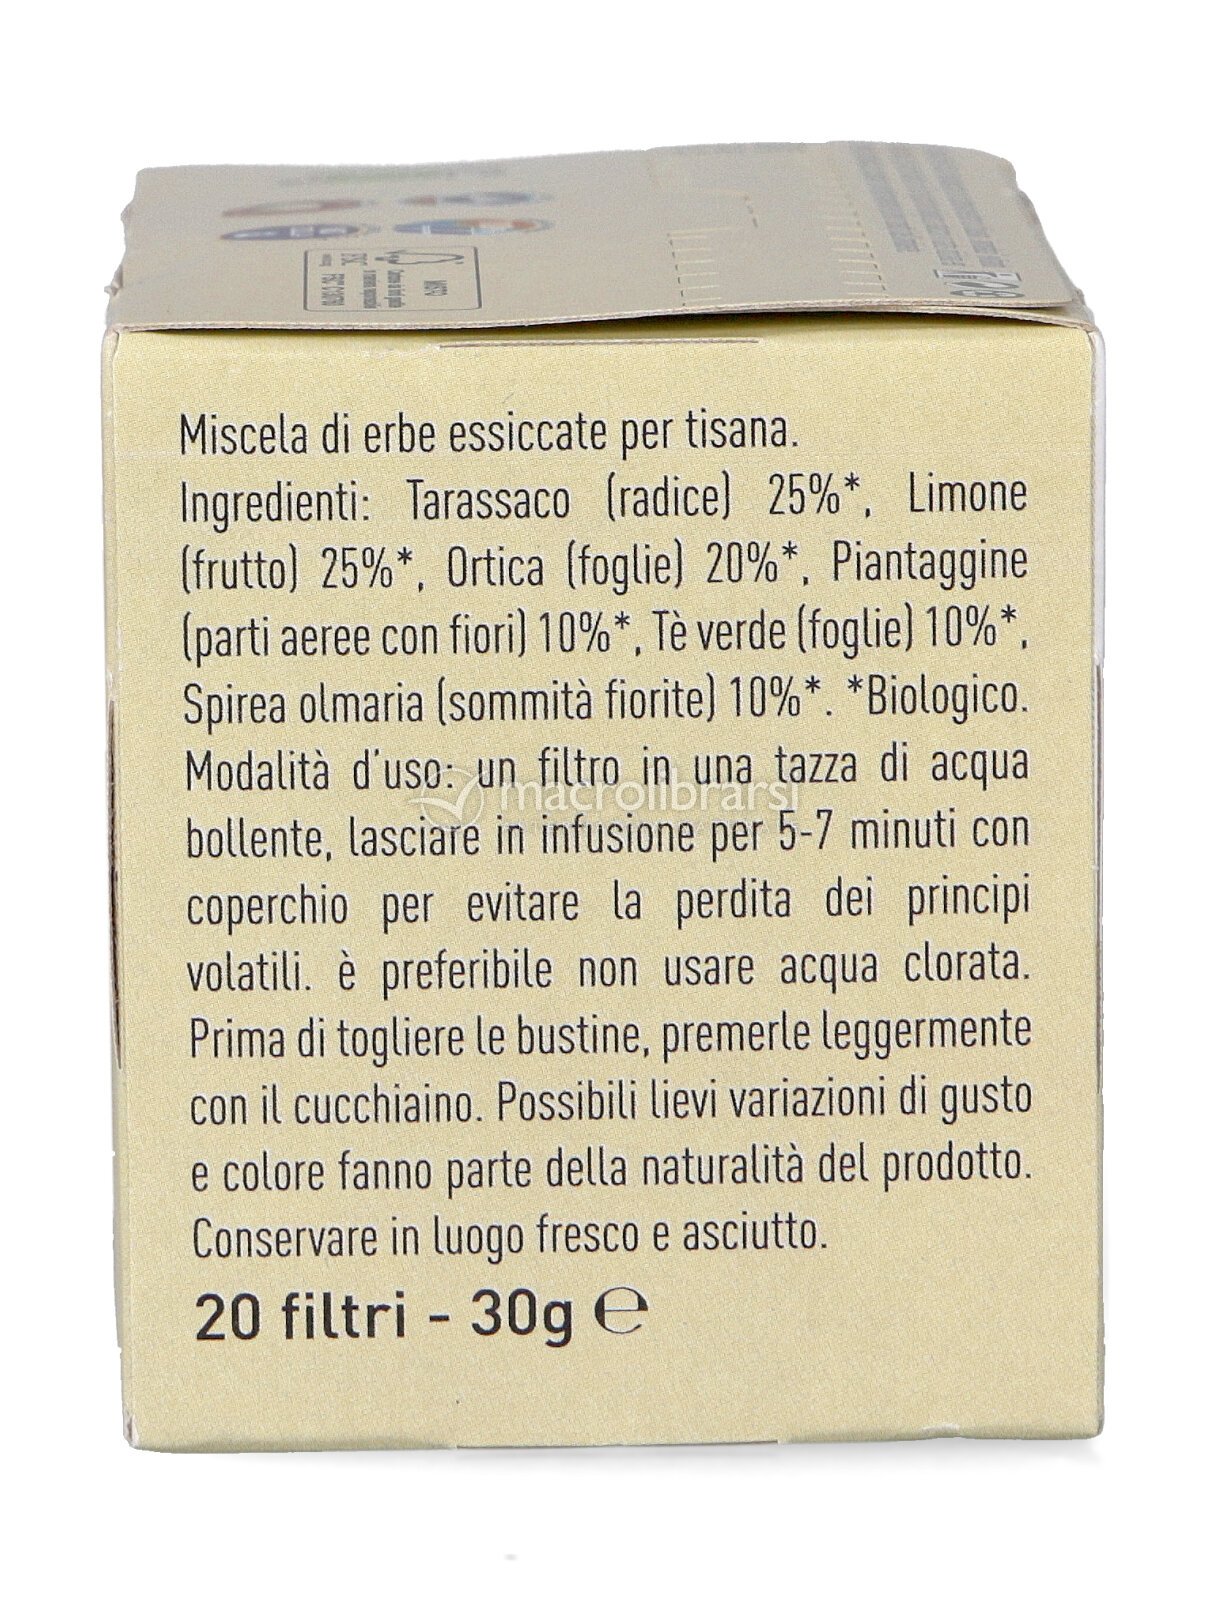 MISTO
FSC
Miscela di erbe essiccate per tisana.
Ingredienti: Tarassaco (radice) 25%*, Limone
(frutto) 25%*, Ortica (foglie) 20%*, Piantaggine
(parti aeree con fiori) 10%*, Tè verde (foglie) 10%*,
Spirea olmaria (sommità fiorite) 10%*. *Biologico.
Modalità d'uso: un filtro in una tazza di acqua
macrolibrarsi
bollente, lasciare in infusione per 5-7 minuti con
coperchio per evitare la perdita dei principi
volatili. è preferibile non usare acqua clorata.
Prima di togliere le bustine, premerle leggermente
con il cucchiaino. Possibili lievi variazioni di gusto
e colore fanno parte della naturalità del prodotto.
Conservare in luogo fresco e asciutto.
20 filtri - 30g ℮